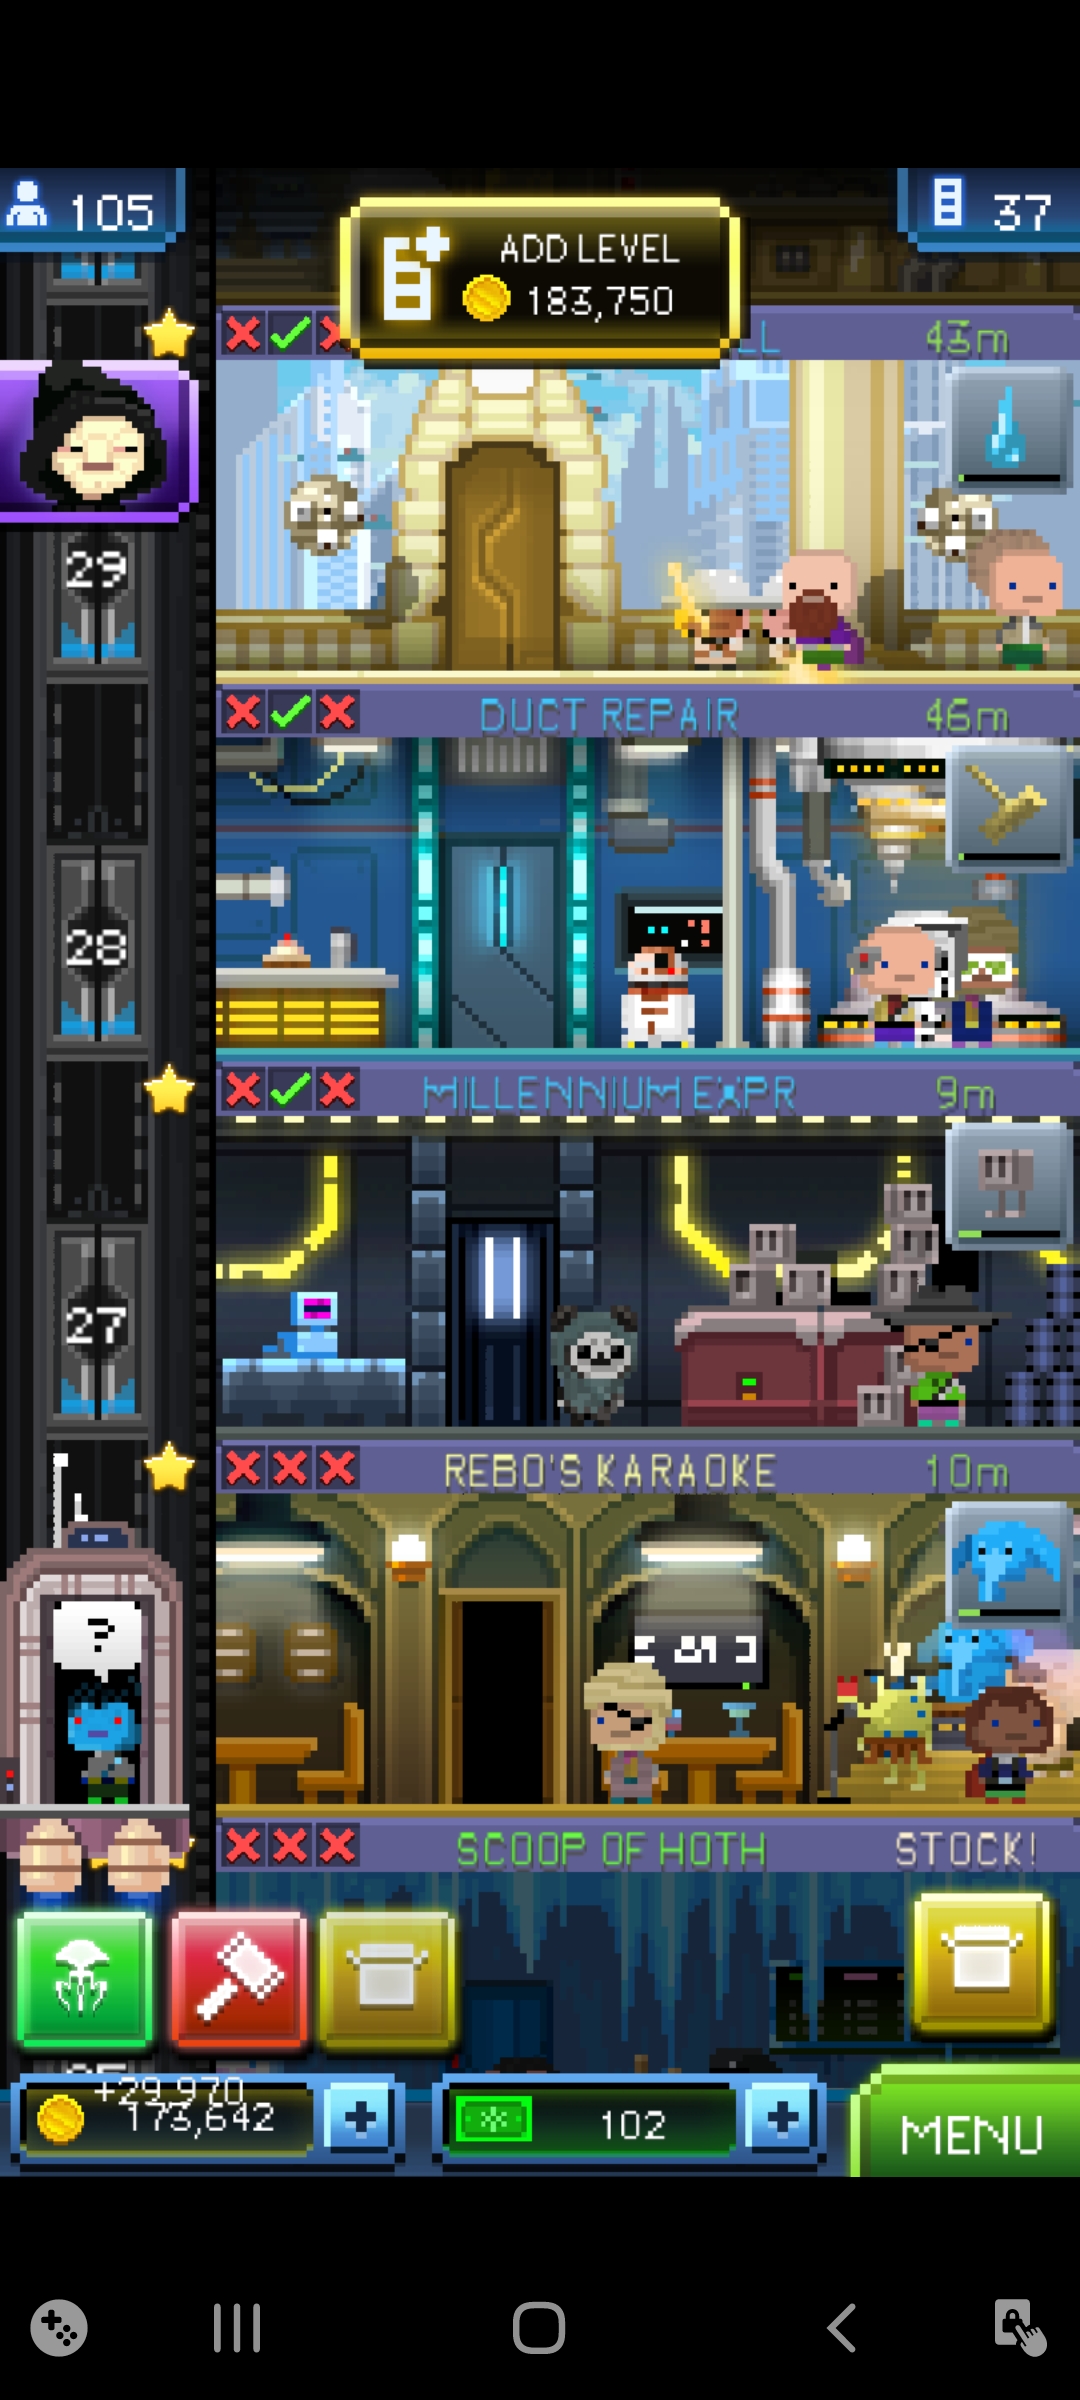 105
ADD LEVEL
183,750
37
LL 43m
29
DUCT REPAIR 46m
28
MILLENNIUM EXPR 9m
27
REBO'S KARAOKE 10m
?
SCOOP OF HOTH STOCK!
+29,970
173,642
102
MENU